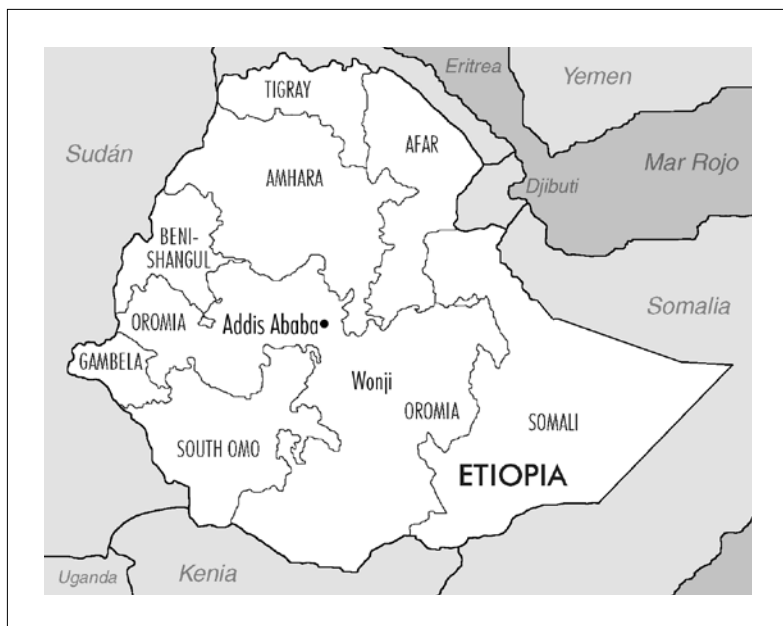 Eritrea
Yemen
TIGRAY
Sudán
AFAR
Mar Rojo
AMHARA
Djibuti
BENI-
SHANGUL
Somalia
OROMIA
Addis Ababa
GAMBELA
Wonji
OROMIA
SOMALI
SOUTH OMO
ETIOPIA
Uganda
Kenia